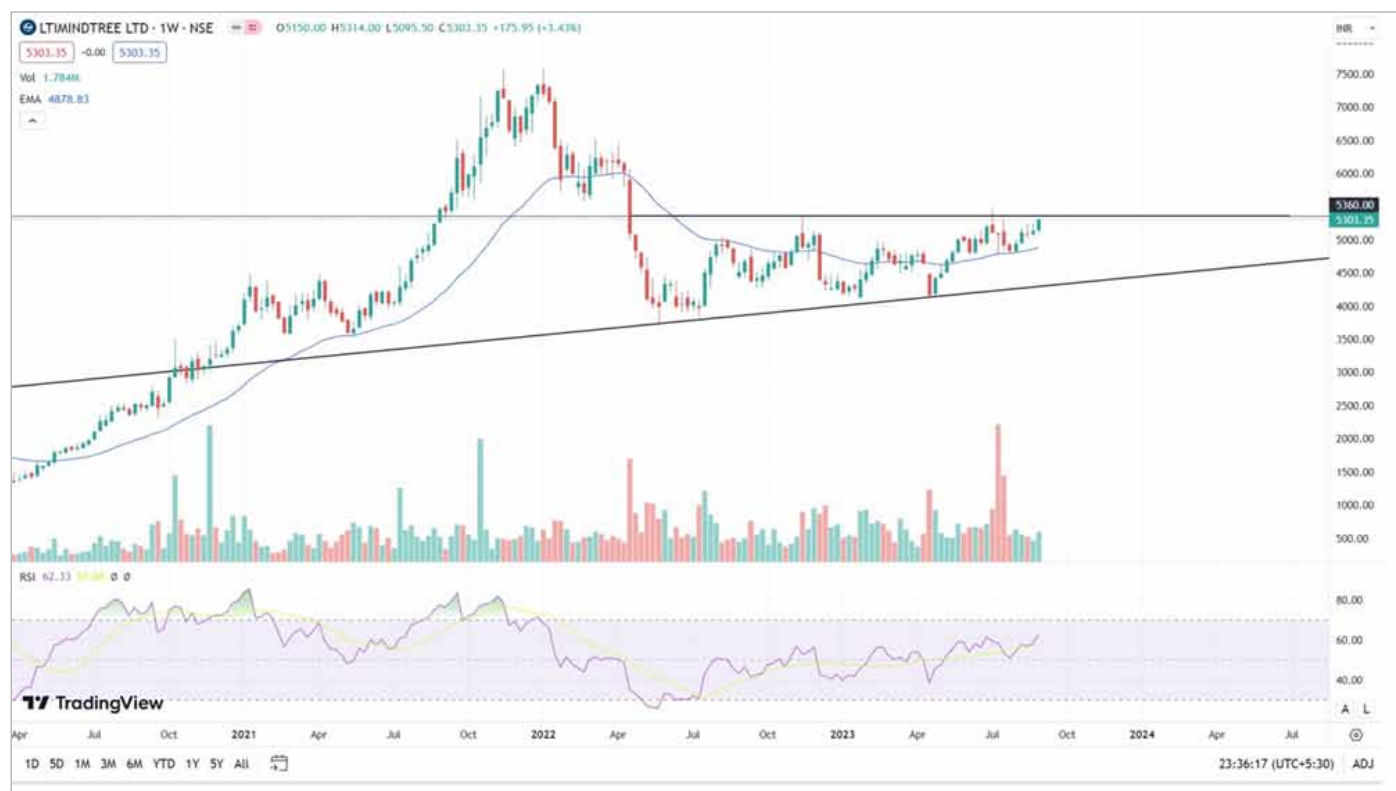 LTIMINDTREE LTD · 1W · NSE O5150.00 H5314.00 L5095.50 C5303.35 +175.95 (+3.43%)
INR
5303.35 -0.00 5303.35
Vol 1.784M
EMA 4878.83
7500.00
7000.00
6500.00
6000.00
5360.00
5303.35
5000.00
4500.00
4000.00
3500.00
3000.00
2500.00
2000.00
1500.00
1000.00
500.00
RSI 62.33 Ø Ø
80.00
60.00
40.00
TradingView
A L
Apr Jul Oct 2021 Apr Jul Oct 2022 Apr Jul Oct 2023 Apr Jul Oct 2024 Apr Jul
1D 5D 1M 3M 6M YTD 1Y 5Y All 23:36:17 (UTC+5:30) ADJ